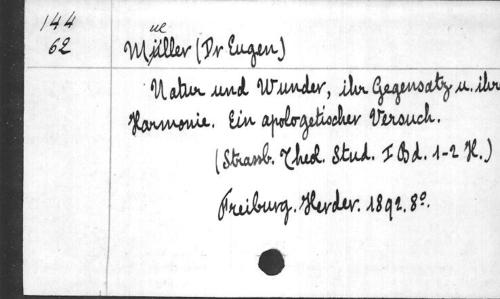 144
62
ue
Müller (Dr Eugen)
Natur und Wunder, ihr Gegensatz u. ihre
Harmonie. Ein apologetischer Versuch.
(Strassb. Theol. Stud. I Bd. 1-2 H.)
Freiburg. Herder. 1892. 8°.